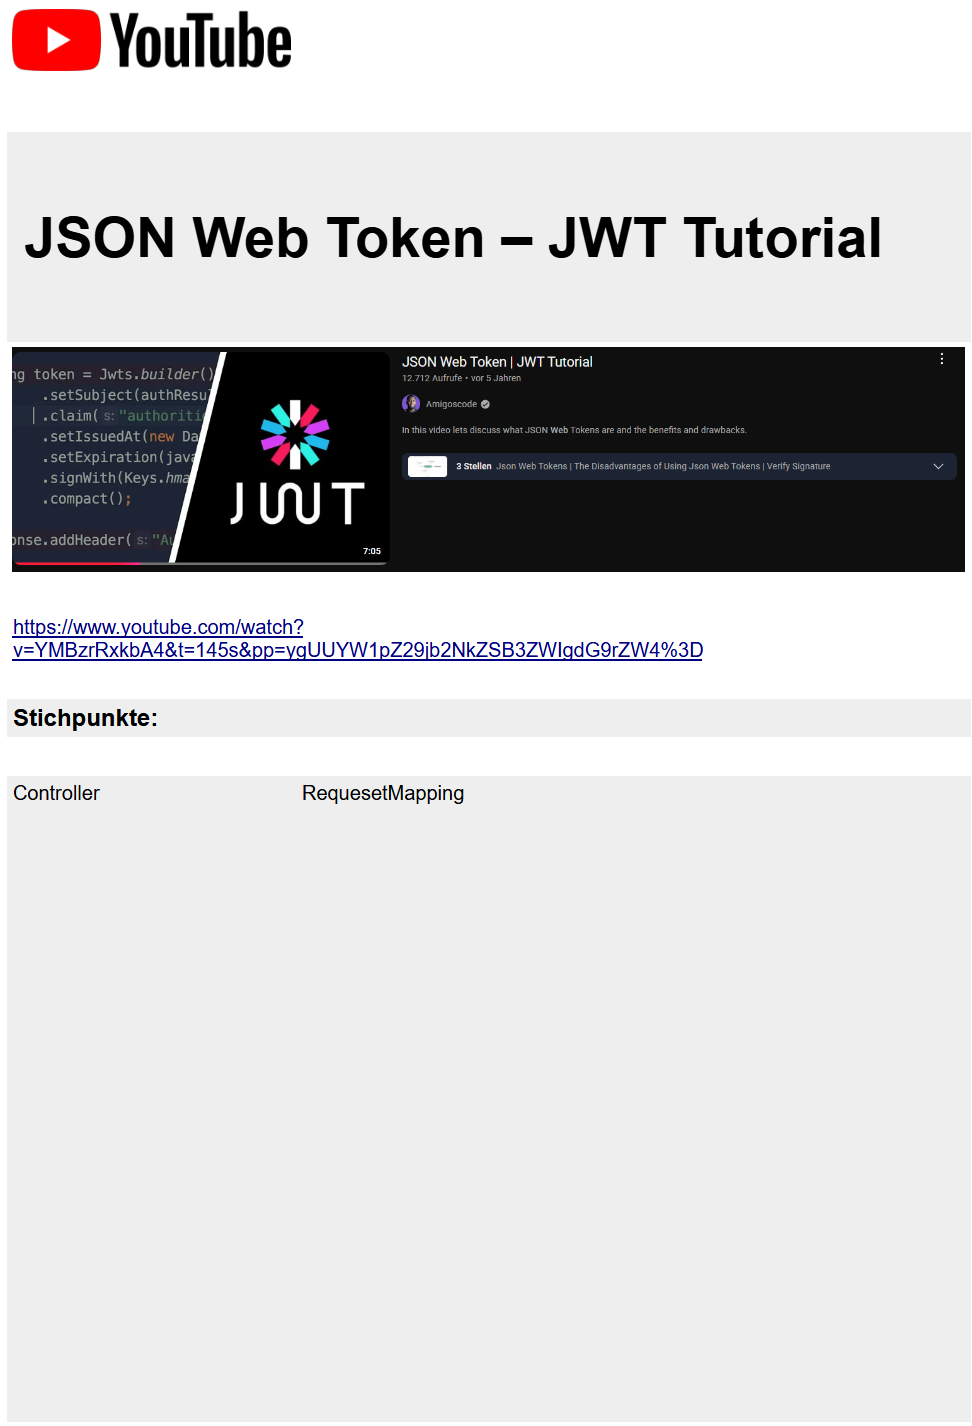 YouTube
JSON Web Token – JWT Tutorial
ng token = Jwts.builder()
.setSubject(authResul
.claim( s: "authoritie
.setIssuedAt(new Da
.setExpiration(java
.signWith(Keys.hma
.compact();
onse.addHeader( s: "Au
JWT
7:05
JSON Web Token | JWT Tutorial
12.712 Aufrufe • vor 5 Jahren
Amigoscode
In this video lets discuss what JSON Web Tokens are and the benefits and drawbacks.
3 Stellen Json Web Tokens | The Disadvantages of Using Json Web Tokens | Verify Signature
https://www.youtube.com/watch?
v=YMBzrRxkbA4&t=145s&pp=ygUUYW1pZ29jb2NkZSB3ZWIgdG9rZW4%3D
Stichpunkte:
Controller RequesetMapping